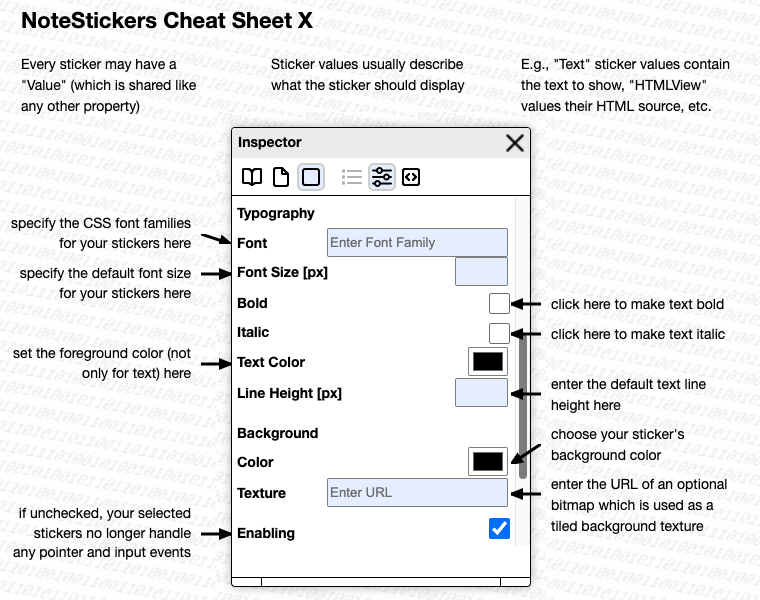 NoteStickers Cheat Sheet X
Every sticker may have a
"Value" (which is shared like
any other property)
Sticker values usually describe
what the sticker should display
E.g., "Text" sticker values contain
the text to show, "HTMLView"
values their HTML source, etc.
Inspector
Typography
specify the CSS font families
for your stickers here
Font
Enter Font Family
specify the default font size
for your stickers here
Font Size [px]
Bold
click here to make text bold
Italic
click here to make text italic
set the foreground color (not
only for text) here
Text Color
Line Height [px]
enter the default text line
height here
Background
Color
choose your sticker's
background color
Texture
Enter URL
enter the URL of an optional
bitmap which is used as a
tiled background texture
if unchecked, your selected
stickers no longer handle
any pointer and input events
Enabling